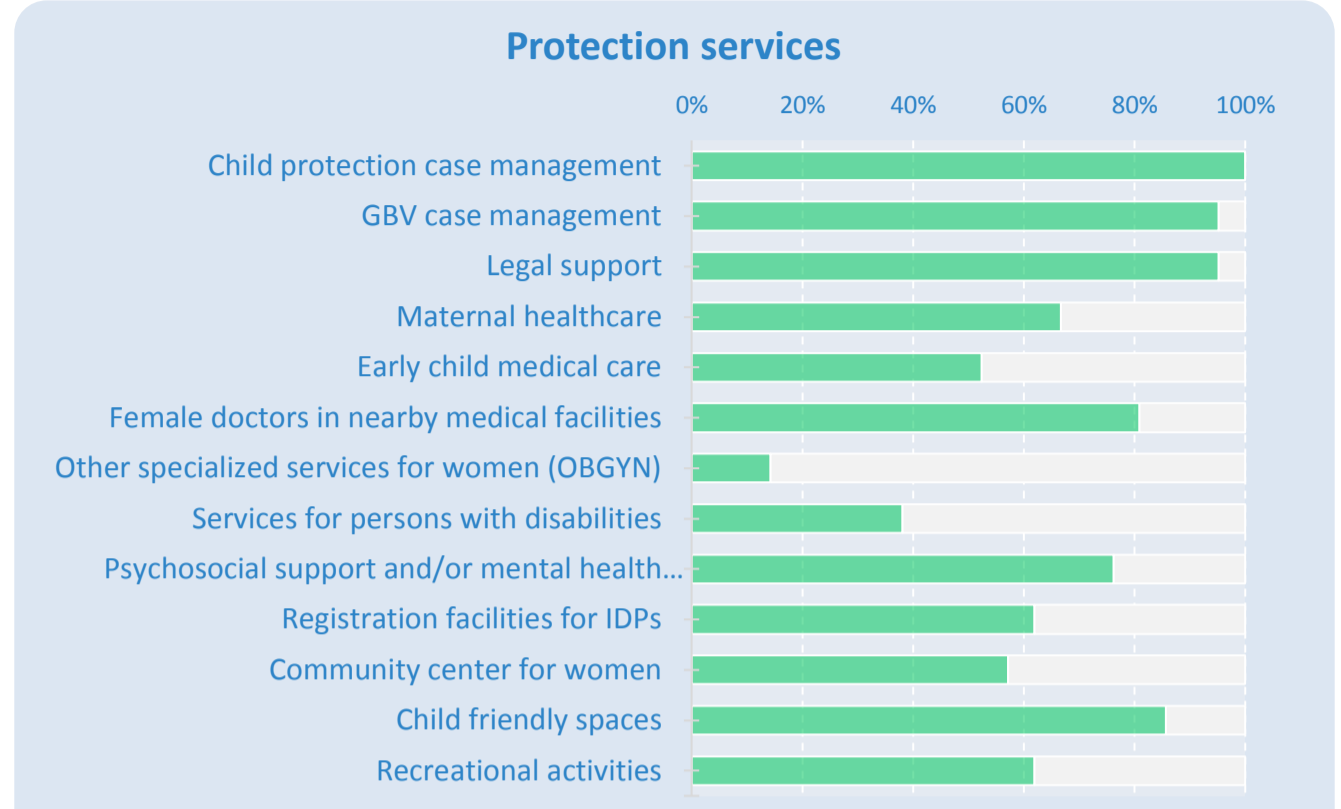 Protection services
0% 20% 40% 60% 80% 100%
Child protection case management
GBV case management
Legal support
Maternal healthcare
Early child medical care
Female doctors in nearby medical facilities
Other specialized services for women (OBGYN)
Services for persons with disabilities
Psychosocial support and/or mental health...
Registration facilities for IDPs
Community center for women
Child friendly spaces
Recreational activities